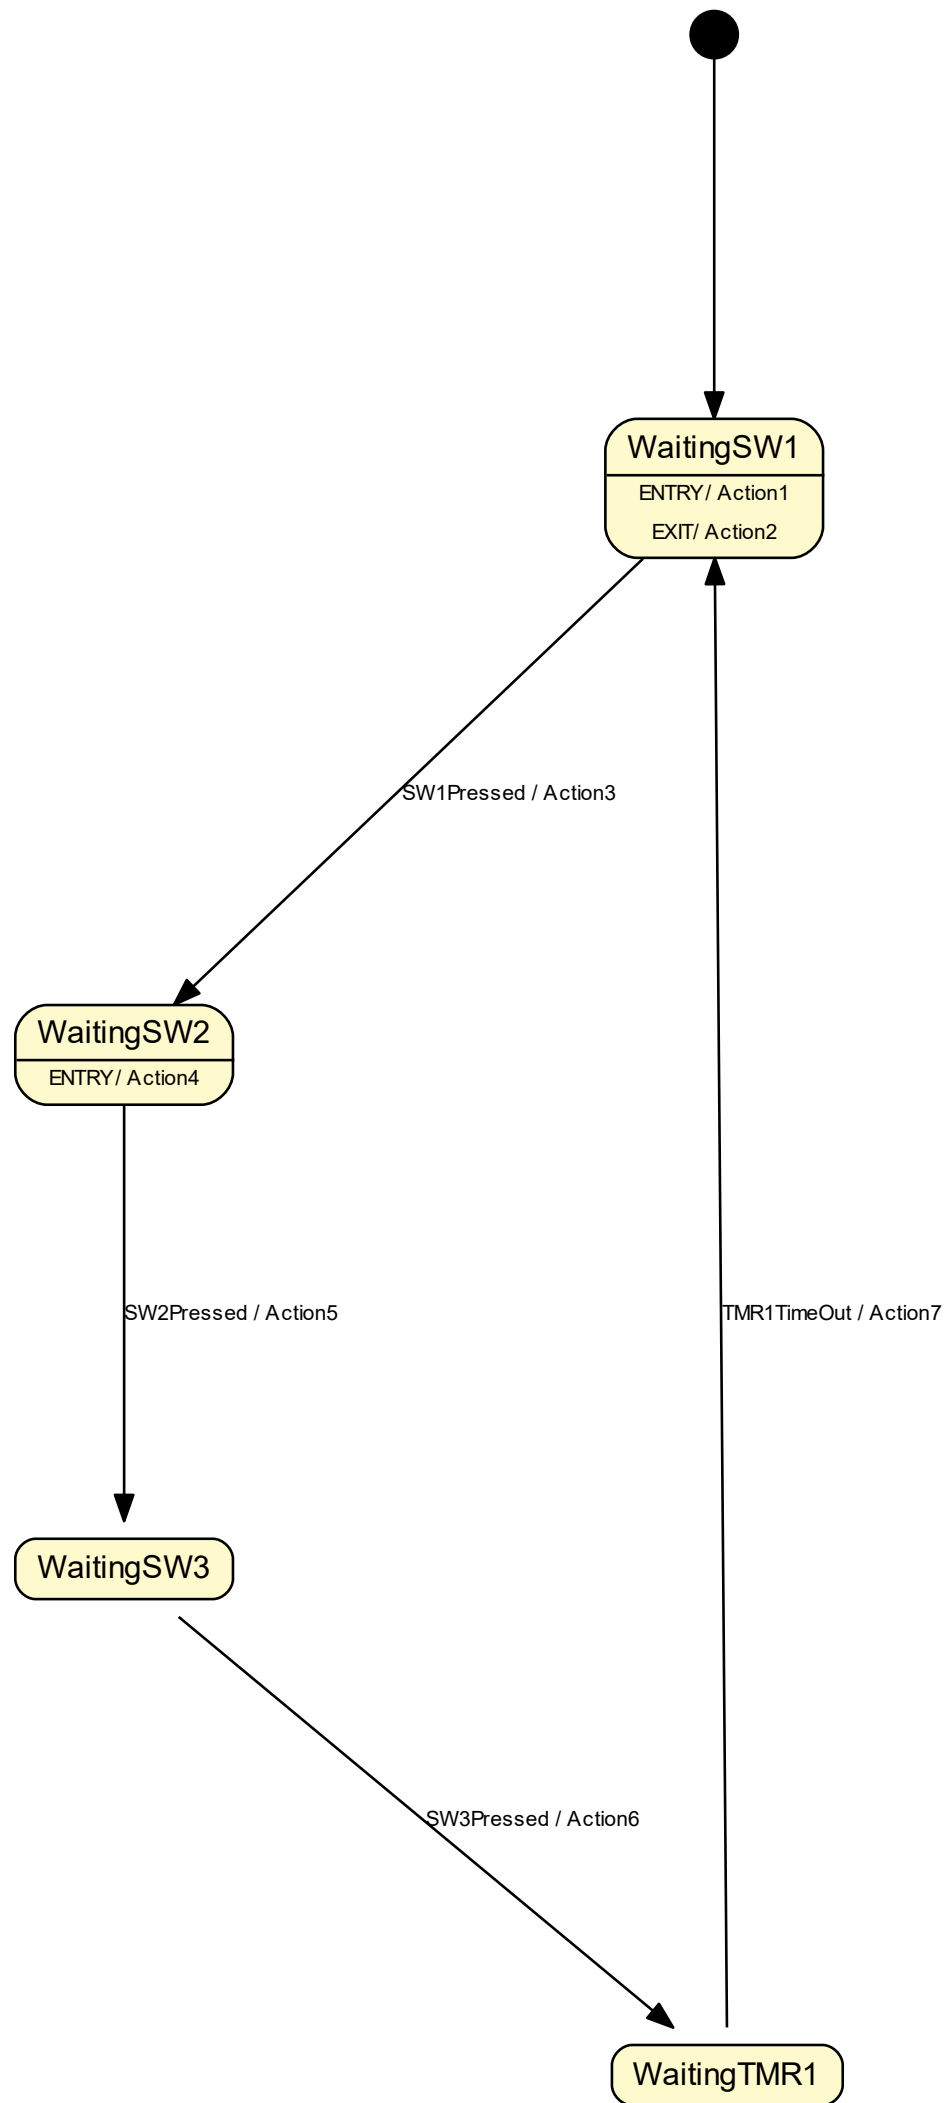 WaitingSW1
ENTRY/ Action1
EXIT/ Action2
SW1Pressed / Action3
WaitingSW2
ENTRY/ Action4
SW2Pressed / Action5
TMR1TimeOut / Action7
WaitingSW3
SW3Pressed / Action6
WaitingTMR1